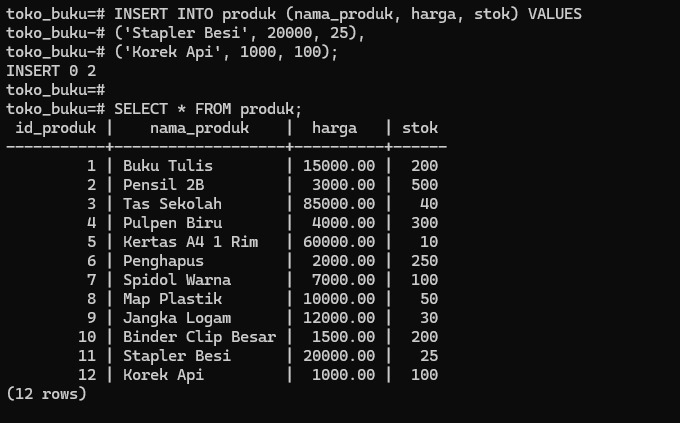 toko_buku=# INSERT INTO produk (nama_produk, harga, stok) VALUES
toko_buku-# ('Stapler Besi', 20000, 25),
toko_buku-# ('Korek Api', 1000, 100);
INSERT 0 2
toko_buku=#
toko_buku=# SELECT * FROM produk;
 id_produk |    nama_produk    |  harga   | stok
-----------+-------------------+----------+------
         1 | Buku Tulis        | 15000.00 |  200
         2 | Pensil 2B         |  3000.00 |  500
         3 | Tas Sekolah       | 85000.00 |   40
         4 | Pulpen Biru       |  4000.00 |  300
         5 | Kertas A4 1 Rim   | 60000.00 |   10
         6 | Penghapus         |  2000.00 |  250
         7 | Spidol Warna      |  7000.00 |  100
         8 | Map Plastik       | 10000.00 |   50
         9 | Jangka Logam      | 12000.00 |   30
        10 | Binder Clip Besar |  1500.00 |  200
        11 | Stapler Besi      | 20000.00 |   25
        12 | Korek Api         |  1000.00 |  100
(12 rows)